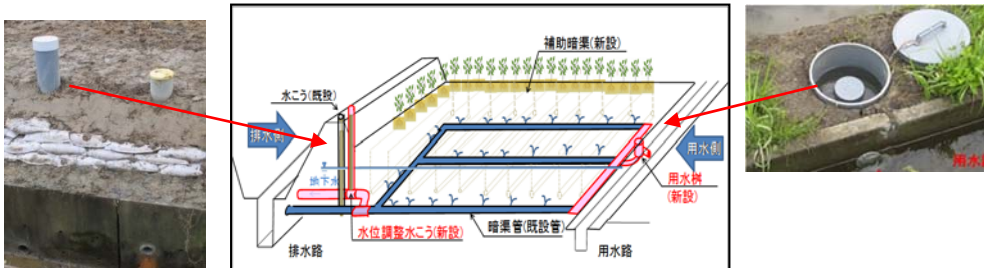 補助暗渠(新設)
水こう(既設)
排水側
用水側
地下水
用水桝
(新設)
暗渠管(既設管)
水位調整水こう(新設)
排水路
用水路